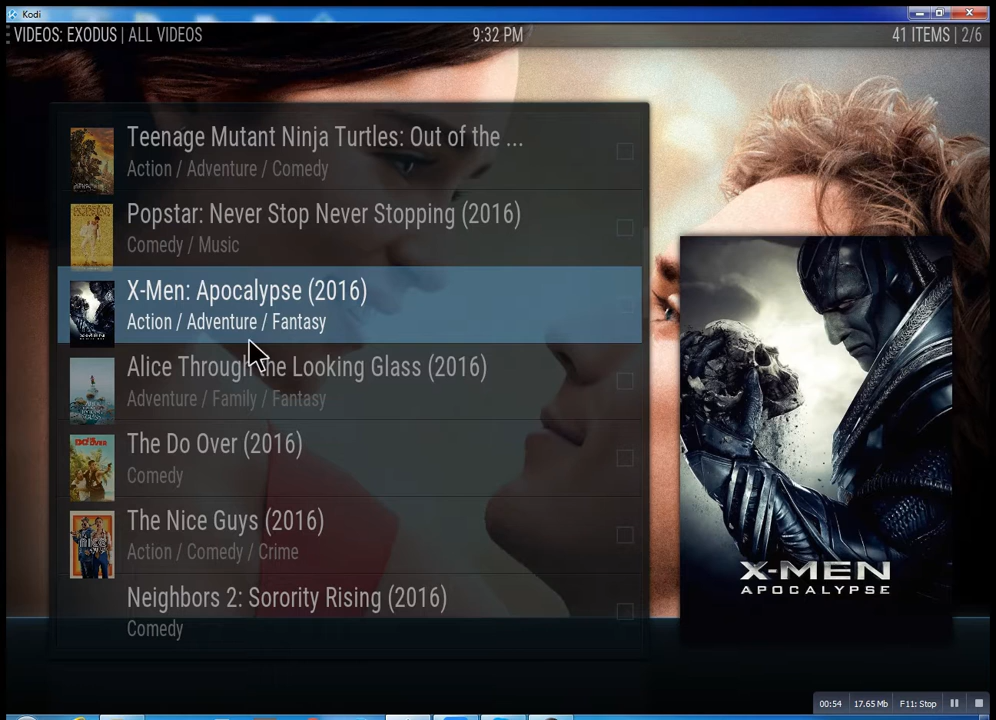 Kodi
VIDEOS: EXODUS | ALL VIDEOS
9:32 PM
41 ITEMS | 2/6
Teenage Mutant Ninja Turtles: Out of the ...
Action / Adventure / Comedy
Popstar: Never Stop Never Stopping (2016)
Comedy / Music
X-Men: Apocalypse (2016)
Action / Adventure / Fantasy
Alice Through the Looking Glass (2016)
Adventure / Family / Fantasy
The Do Over (2016)
Comedy
The Nice Guys (2016)
Action / Comedy / Crime
Neighbors 2: Sorority Rising (2016)
Comedy
X-MEN
APOCALYPSE
00:54
17.65 Mb
F11: Stop